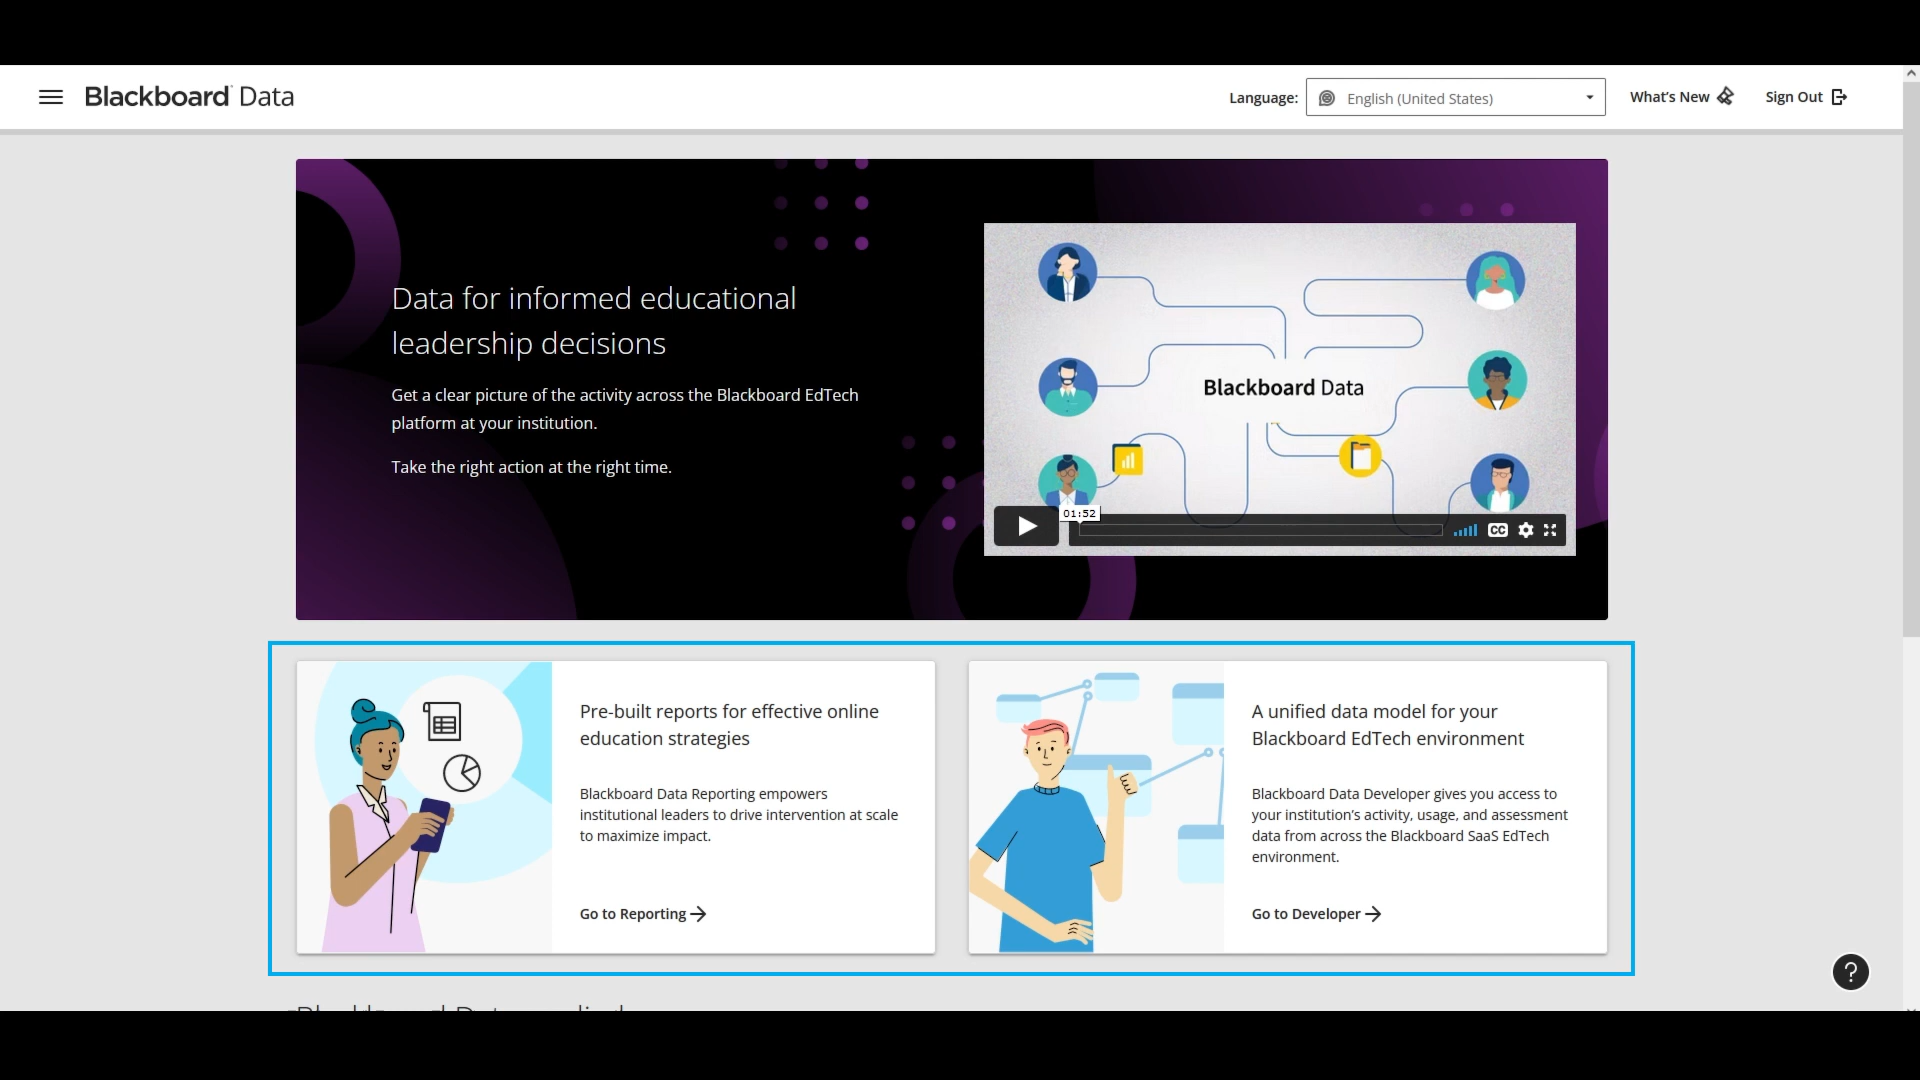 Blackboard Data
Language: English (United States) What's New Sign Out
Data for informed educational
leadership decisions
Get a clear picture of the activity across the Blackboard EdTech
platform at your institution.
Take the right action at the right time.
Blackboard Data
01:52
CC
Pre-built reports for effective online
education strategies
Blackboard Data Reporting empowers
institutional leaders to drive intervention at scale
to maximize impact.
Go to Reporting
A unified data model for your
Blackboard EdTech environment
Blackboard Data Developer gives you access to
your institution's activity, usage, and assessment
data from across the Blackboard SaaS EdTech
environment.
Go to Developer
?